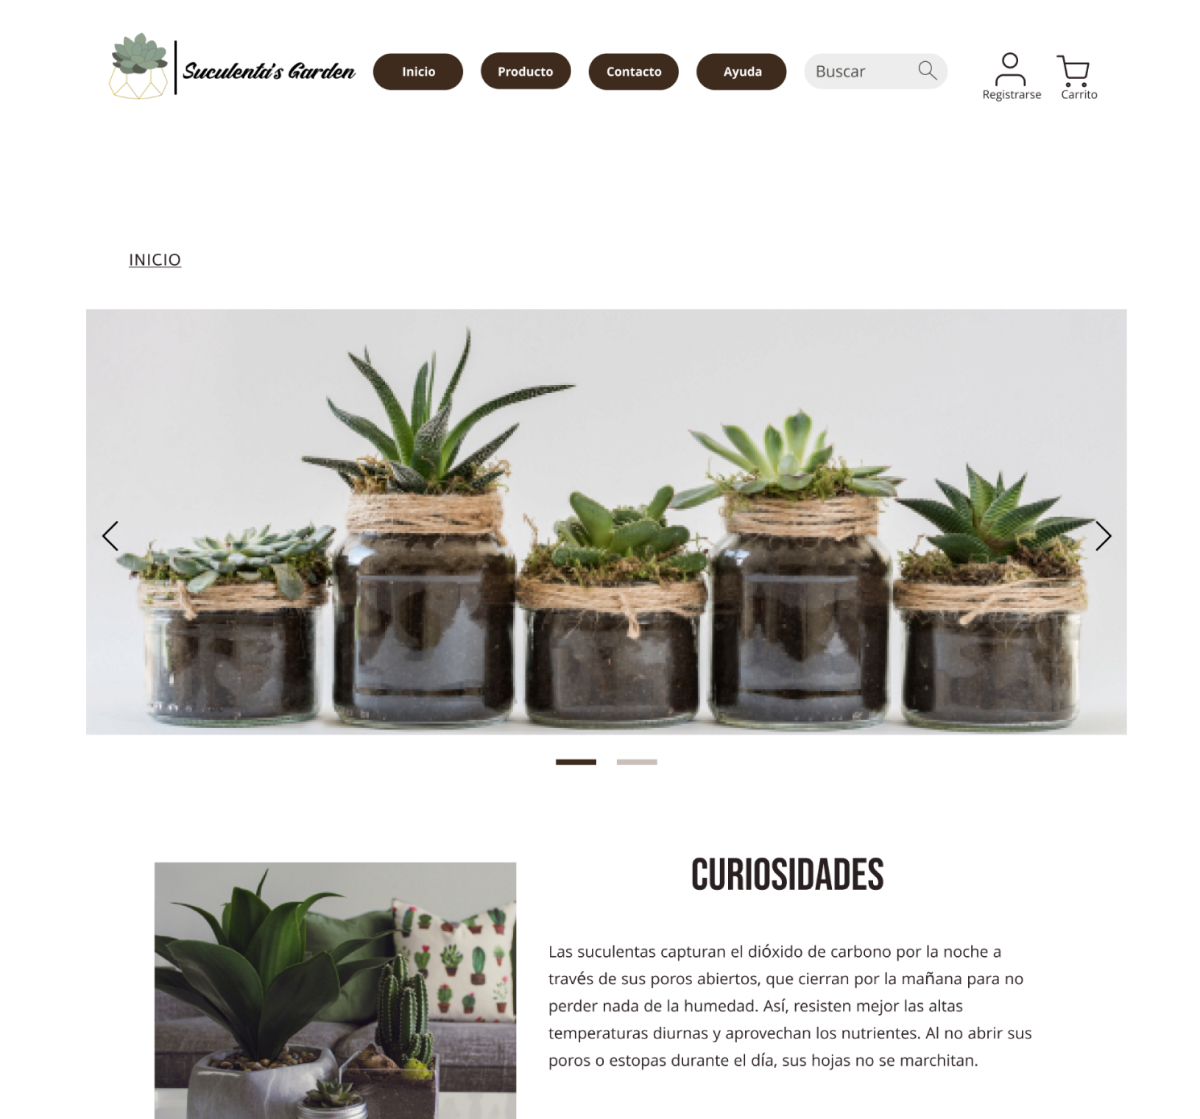 Suculenta's Garden
Inicio
Producto
Contacto
Ayuda
Buscar
Registrarse
Carrito
INICIO
CURIOSIDADES
Las suculentas capturan el dióxido de carbono por la noche a
través de sus poros abiertos, que cierran por la mañana para no
perder nada de la humedad. Así, resisten mejor las altas
temperaturas diurnas y aprovechan los nutrientes. Al no abrir sus
poros o estopas durante el día, sus hojas no se marchitan.